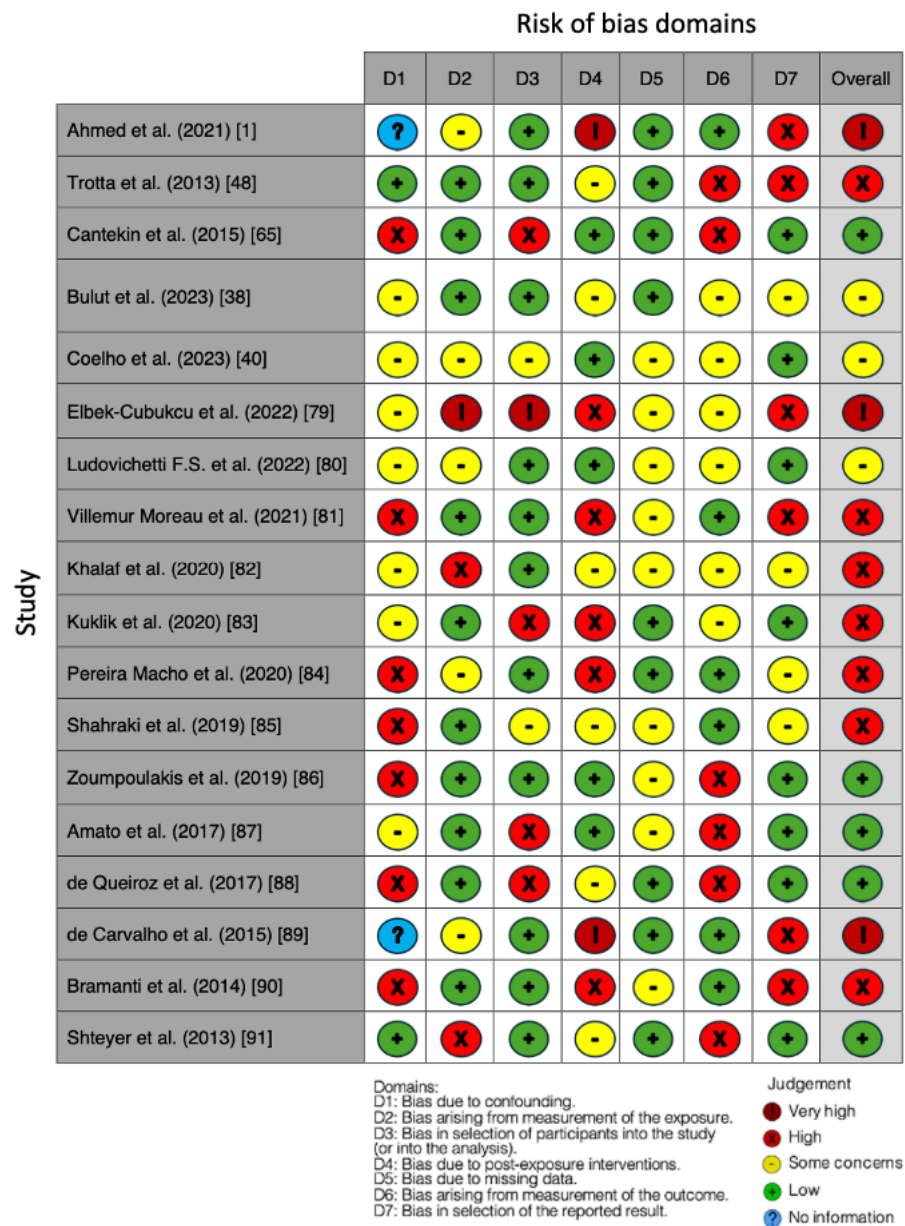 Risk of bias domains
D1 D2 D3 D4 D5 D6 D7 Overall
Study
Ahmed et al. (2021) [1] ? - + ! + + X !
Trotta et al. (2013) [48] + + + - + X X X
Cantekin et al. (2015) [65] X + X + + X + +
Bulut et al. (2023) [38] - + + - + - - -
Coelho et al. (2023) [40] - - - + - - + -
Elbek-Cubukcu et al. (2022) [79] - ! ! X - - X !
Ludovichetti F.S. et al. (2022) [80] - - + + - - + -
Villemur Moreau et al. (2021) [81] X + + X - + X X
Khalaf et al. (2020) [82] - X + - - - - X
Kuklik et al. (2020) [83] - + X X + - + X
Pereira Macho et al. (2020) [84] X - + X + + - X
Shahraki et al. (2019) [85] X + - - - + - X
Zoumpoulakis et al. (2019) [86] X + + + - X + +
Amato et al. (2017) [87] - + X + - X + +
de Queiroz et al. (2017) [88] X + X - + X + +
de Carvalho et al. (2015) [89] ? - + ! + + X !
Bramanti et al. (2014) [90] X + + X - + X X
Shteyer et al. (2013) [91] + X + - + X + +
Domains:
D1: Bias due to confounding.
D2: Bias arising from measurement of the exposure.
D3: Bias in selection of participants into the study
(or into the analysis).
D4: Bias due to post-exposure interventions.
D5: Bias due to missing data.
D6: Bias arising from measurement of the outcome.
D7: Bias in selection of the reported result.
Judgement
! Very high
X High
- Some concerns
+ Low
? No information